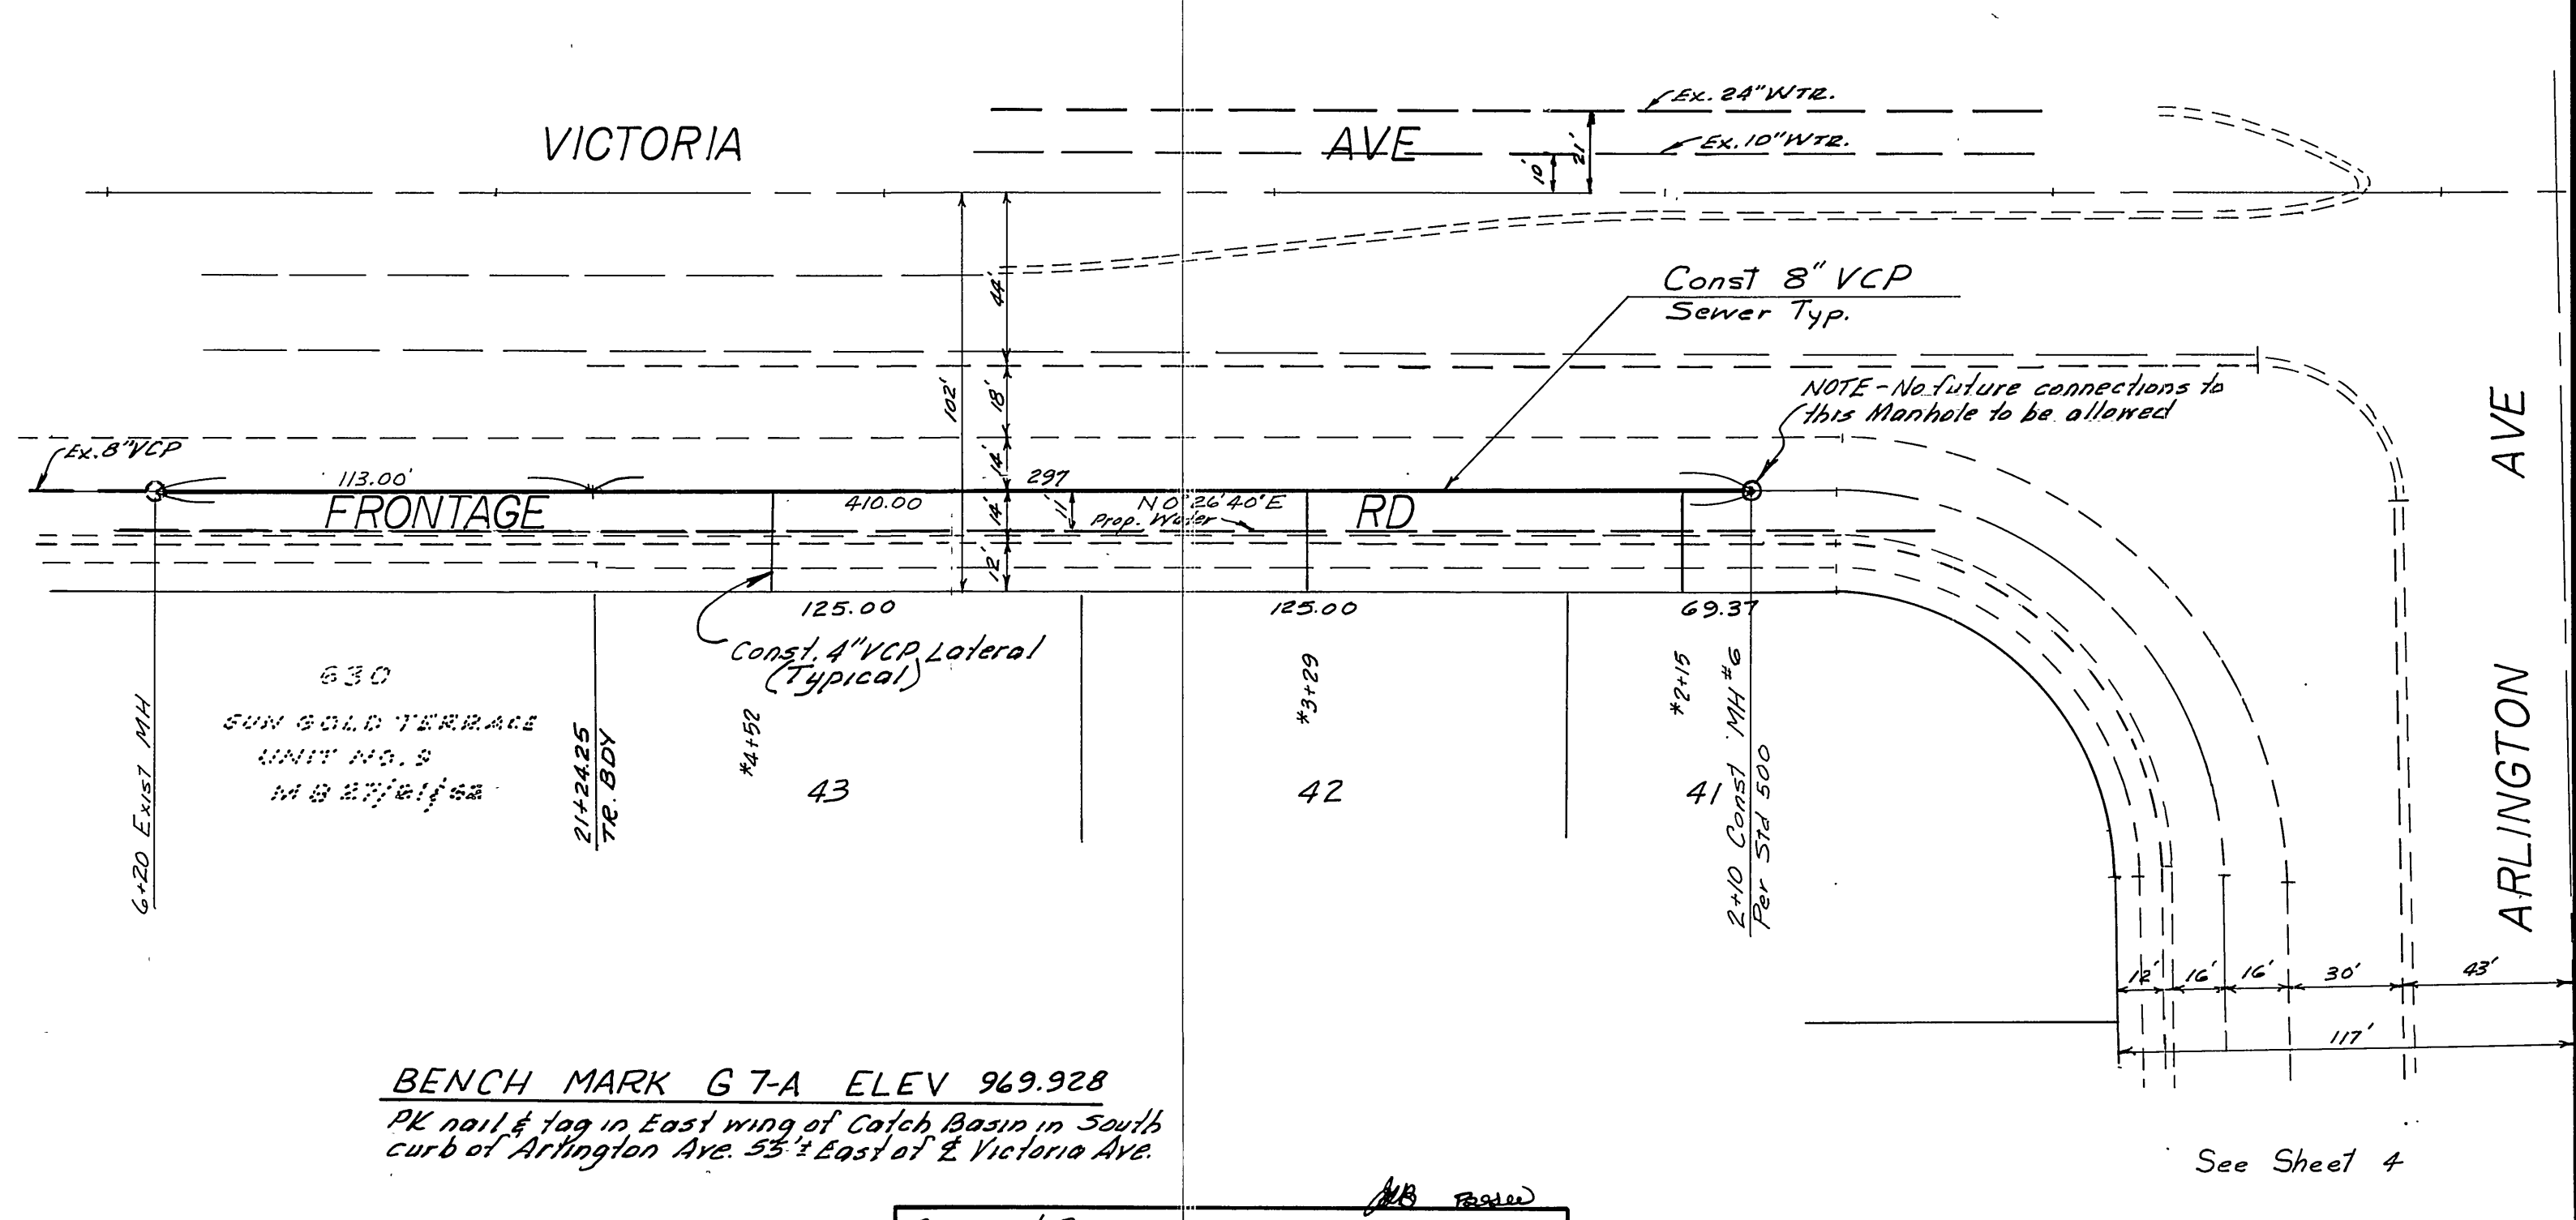 Ex. 24" WTR.
VICTORIA AVE
Ex. 10" WTR.
10'
21'
44'
Const 8" VCP
Sewer Typ.
102'
18'
NOTE - No future connections to
this Manhole to be allowed
AVE
Ex. 8" VCP
113.00'
14'
297
FRONTAGE
410.00
14'
11'
N 0° 26' 40" E
RD
Prop. Water
12'
125.00
125.00
69.37
Const. 4" VCP Lateral
(Typical)
630
SUN GOLD TERRACE
UNIT NO. 9
6+20 Exist MH
21+24.25
TR. BDY
*4+52
43
*3+29
42
*2+15
41
2+10 Const MH #6
Per Std 500
ARLINGTON
12'
16'
16'
30'
43'
117'
BENCH MARK G 7-A ELEV 969.928
PK nail & tag in East wing of Catch Basin in South
curb of Arlington Ave. 55'± East of ℄ Victoria Ave.
See Sheet 4